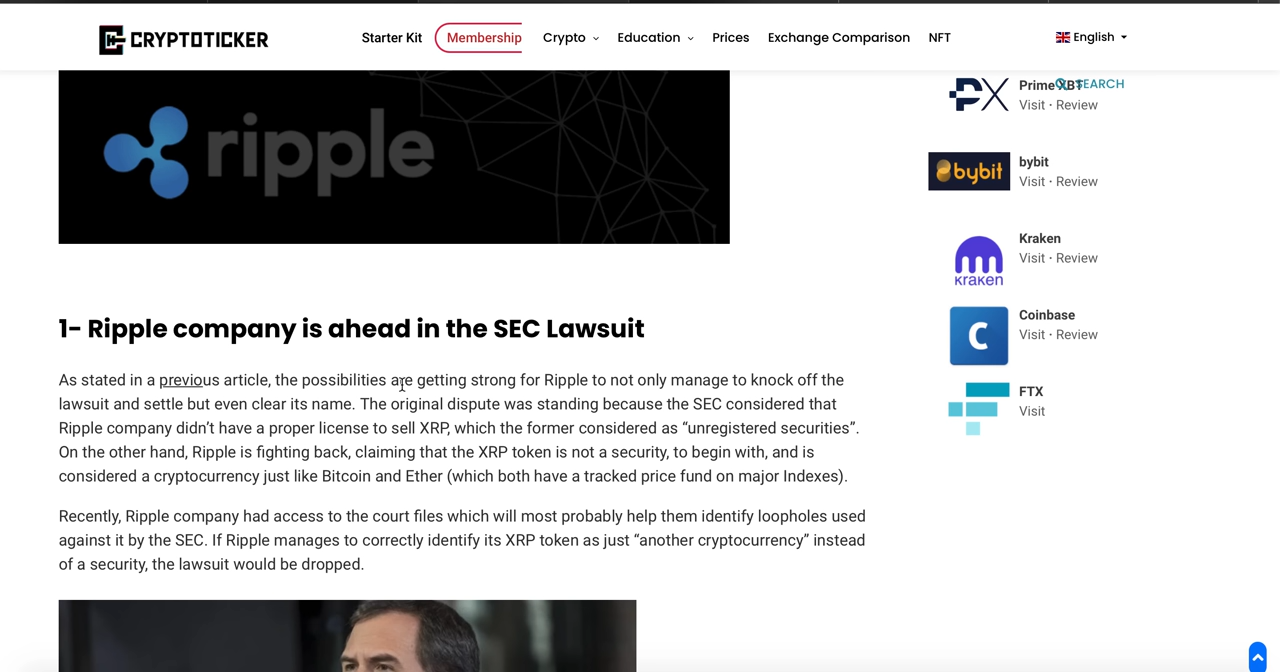 CRYPTOTICKER
Starter Kit
Membership
Crypto
Education
Prices
Exchange Comparison
NFT
English
ripple
1- Ripple company is ahead in the SEC Lawsuit
As stated in a previous article, the possibilities are getting strong for Ripple to not only manage to knock off the
lawsuit and settle but even clear its name. The original dispute was standing because the SEC considered that
Ripple company didn’t have a proper license to sell XRP, which the former considered as “unregistered securities”.
On the other hand, Ripple is fighting back, claiming that the XRP token is not a security, to begin with, and is
considered a cryptocurrency just like Bitcoin and Ether (which both have a tracked price fund on major Indexes).
Recently, Ripple company had access to the court files which will most probably help them identify loopholes used
against it by the SEC. If Ripple manages to correctly identify its XRP token as just “another cryptocurrency” instead
of a security, the lawsuit would be dropped.
PX
Prime XBT
SEARCH
Visit · Review
bybit
bybit
Visit · Review
KRAKEN
Kraken
Visit · Review
C
Coinbase
Visit · Review
FTX
Visit